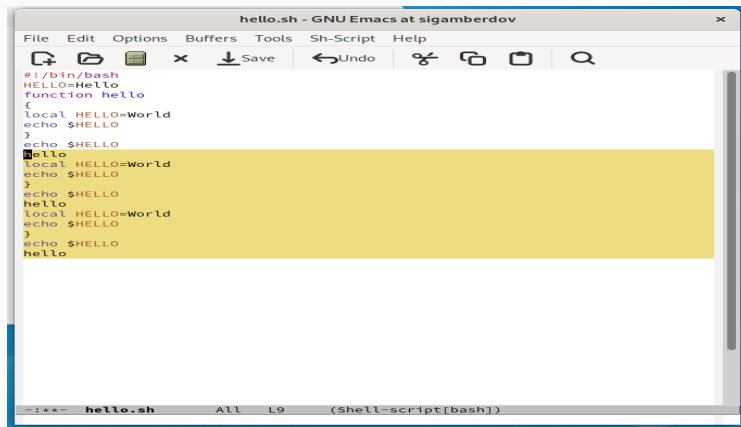 hello.sh - GNU Emacs at sigamberdov
File Edit Options Buffers Tools Sh-Script Help
Save Undo
#!/bin/bash
HELLO=Hello
function hello
{
local HELLO=World
echo $HELLO
}
echo $HELLO
hello
local HELLO=World
echo $HELLO
}
echo $HELLO
hello
local HELLO=World
echo $HELLO
}
echo $HELLO
hello
-:**- hello.sh All L9 (Shell-script[bash])